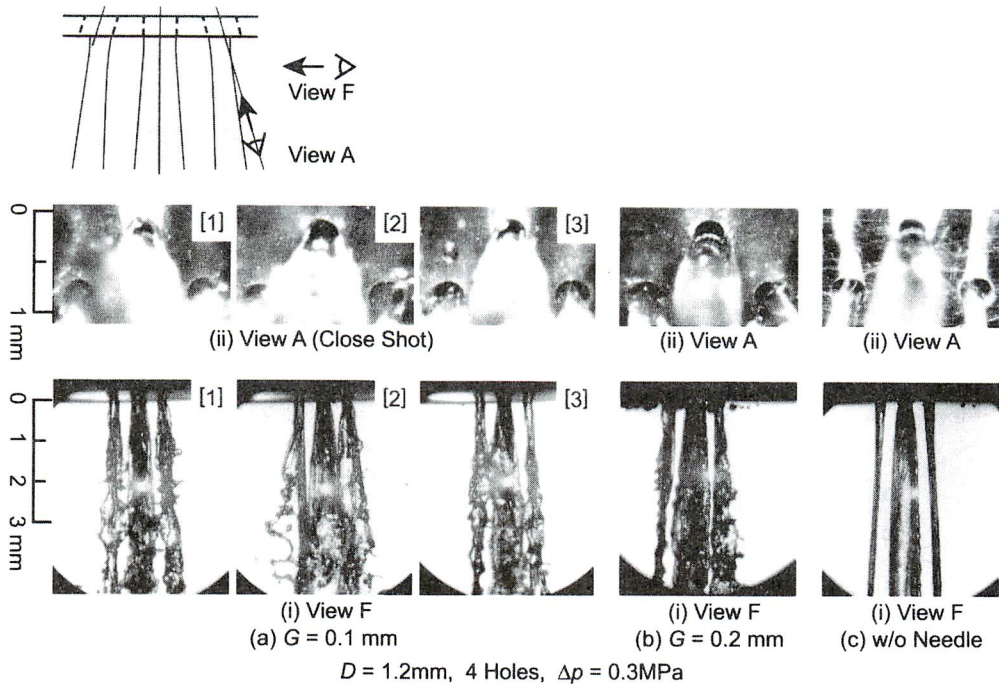 View F
View A
0
1 mm
[1]
[2]
[3]
(ii) View A (Close Shot)
(ii) View A
(ii) View A
0
1
2
3 mm
[1]
[2]
[3]
(i) View F
(i) View F
(i) View F
(a) G = 0.1 mm
(b) G = 0.2 mm
(c) w/o Needle
D = 1.2mm, 4 Holes, Δp = 0.3MPa